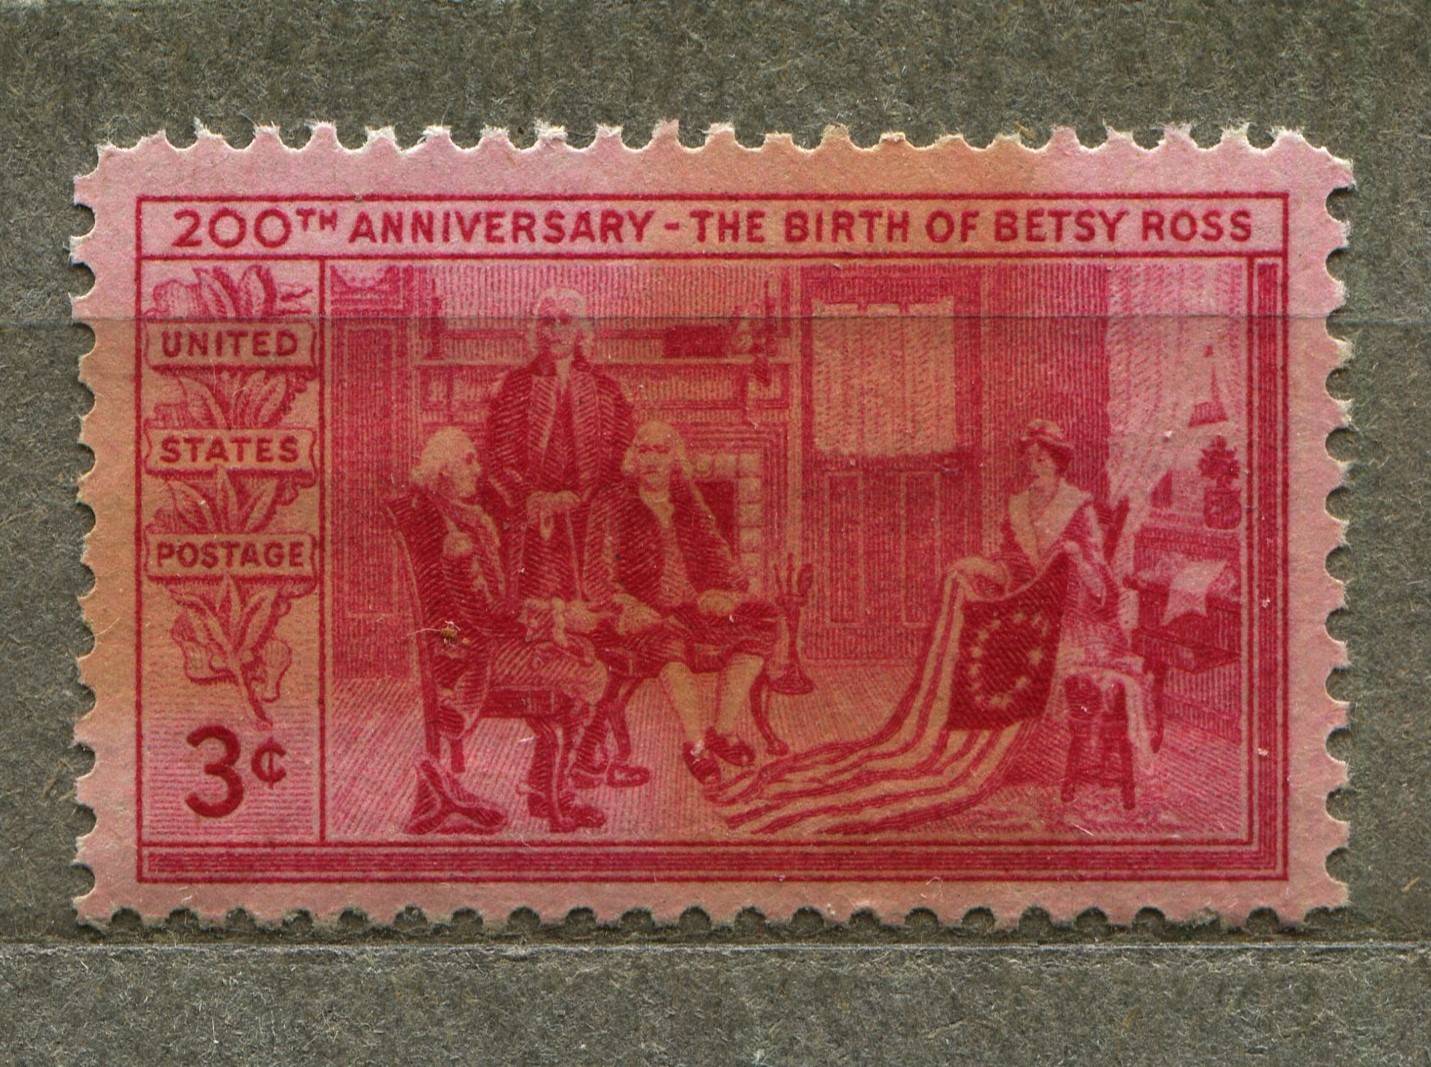 200TH ANNIVERSARY - THE BIRTH OF BETSY ROSS
UNITED
STATES
POSTAGE
3¢